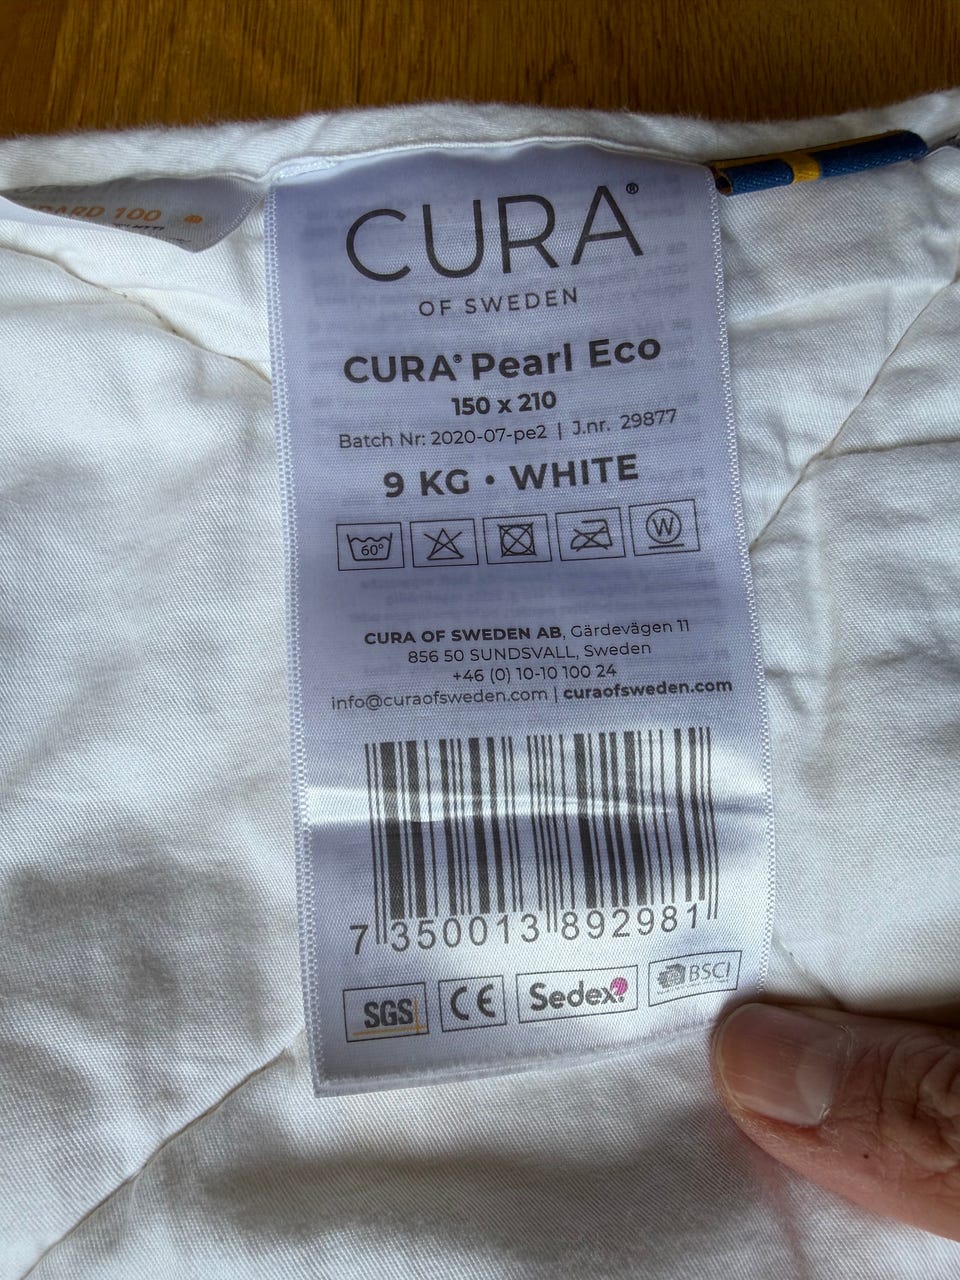 DARD 100
CURA®
OF SWEDEN
CURA® Pearl Eco
150 x 210
Batch Nr: 2020-07-pe2 | J.nr. 29877
9 KG • WHITE
60°
W
CURA OF SWEDEN AB, Gärdevägen 11
856 50 SUNDSVALL, Sweden
+46 (0) 10-10 100 24
info@curaofsweden.com | curaofsweden.com
7 350013 892981
SGS CE Sedex BSCI